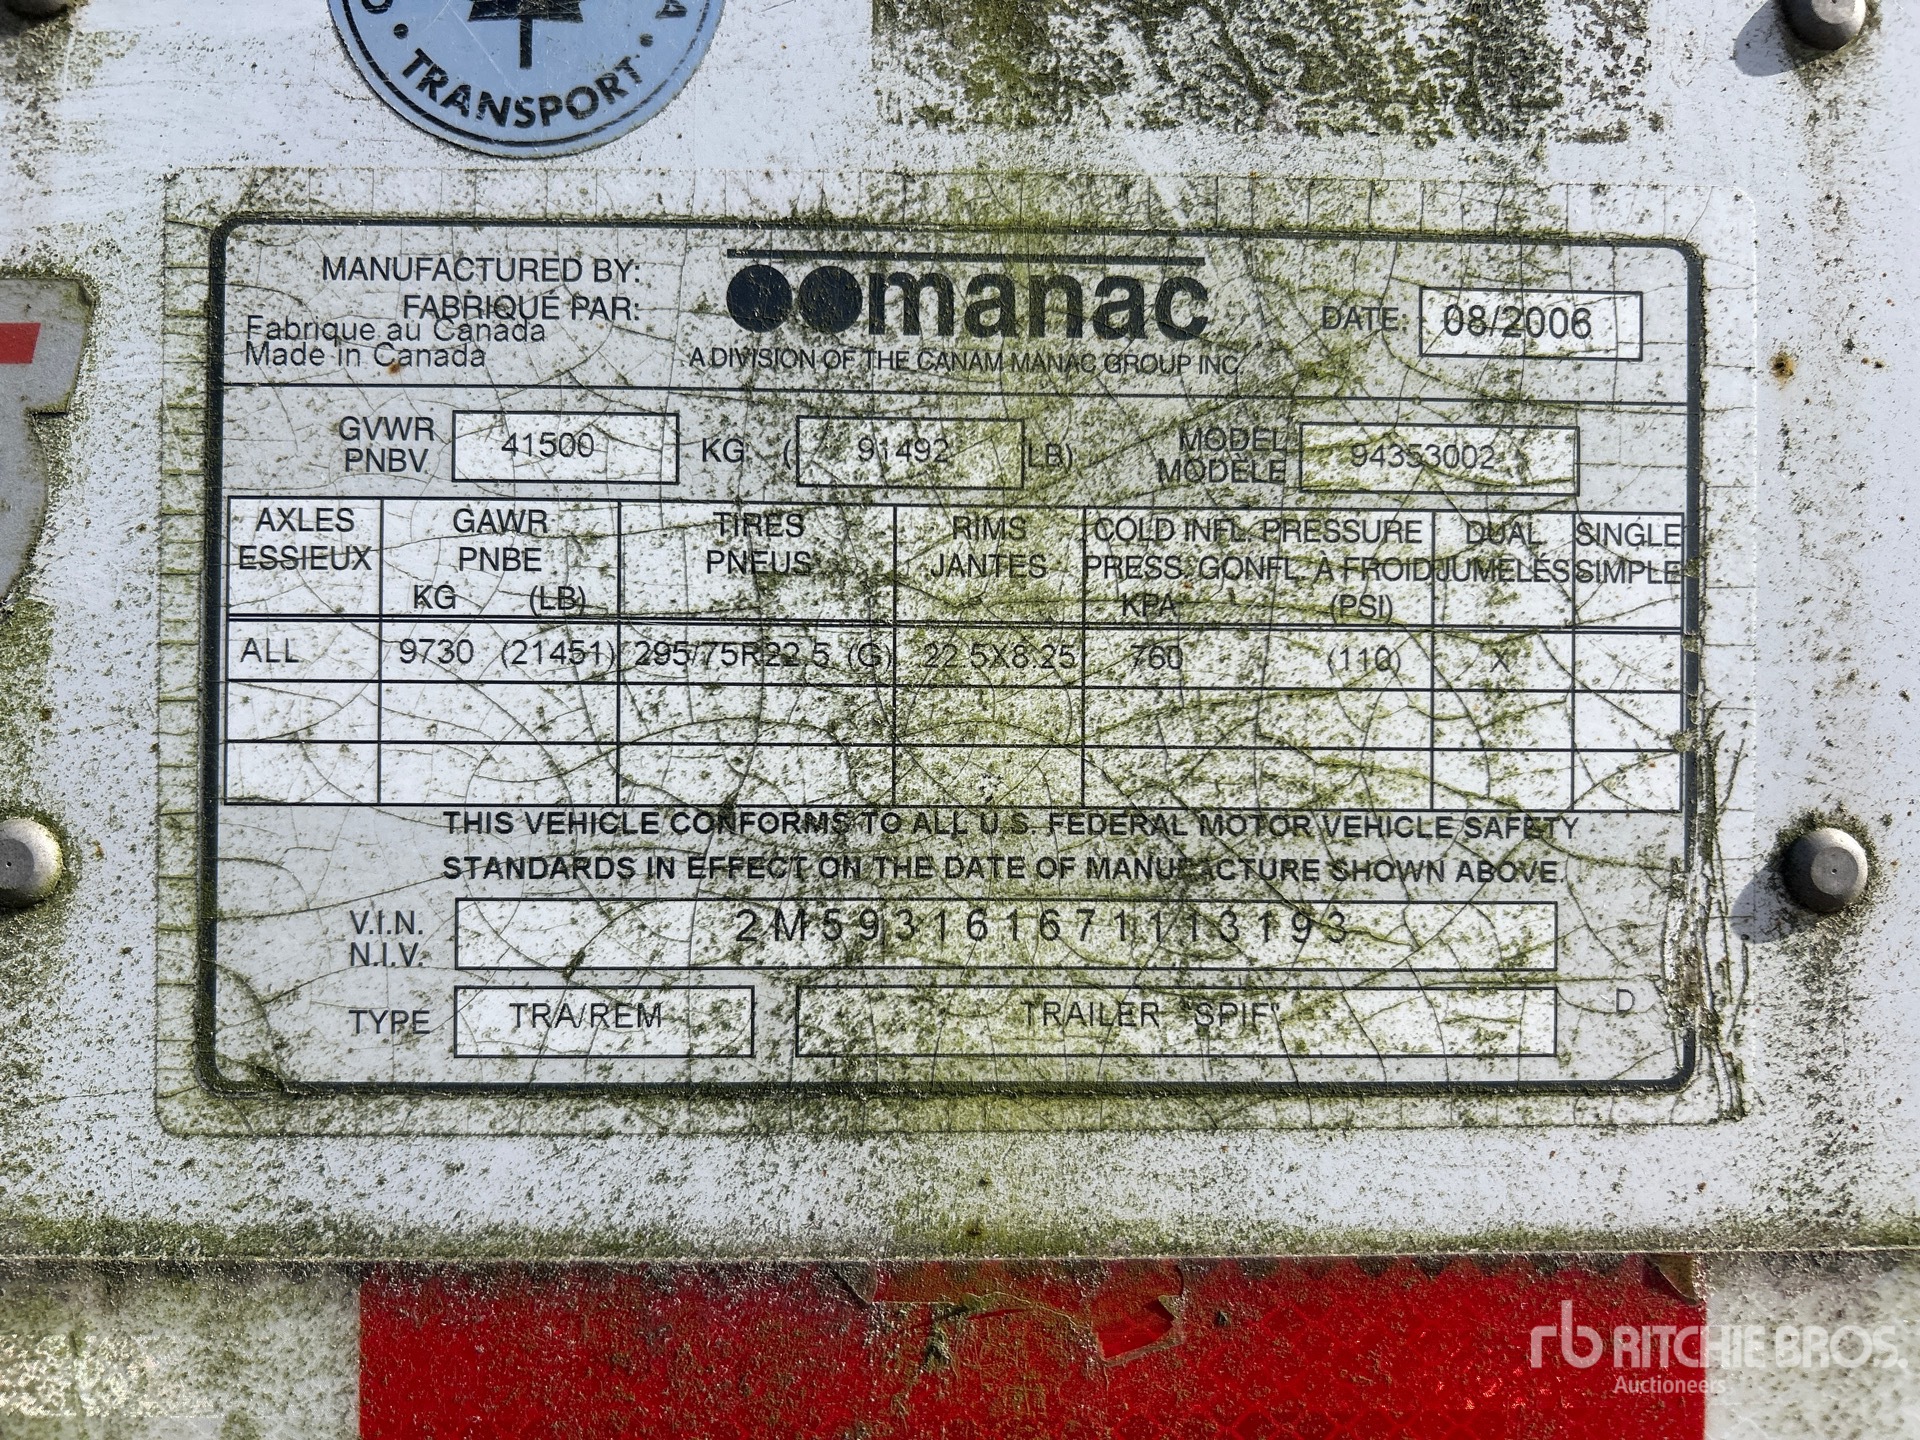 TRANSPORT
MANUFACTURED BY:
FABRIQUÉ PAR:
Fabrique au Canada
Made in Canada
manac
A DIVISION OF THE CANAM MANAC GROUP INC.
DATE: 08/2006
GVWR
PNBV
41500 KG ( 91492 LB)
MODEL
MODÈLE
94353002
AXLES GAWR TIRES RIMS COLD INFL. PRESSURE DUAL SINGLE
ESSIEUX PNBE PNEUS JANTES PRESS. GONFL. À FROID JUMELÉS SIMPLE
KG (LB) KPA (PSI)
ALL 9730 (21451) 295/75R22.5 (G) 22.5X8.25 760 (110) X
THIS VEHICLE CONFORMS TO ALL U.S. FEDERAL MOTOR VEHICLE SAFETY
STANDARDS IN EFFECT ON THE DATE OF MANUFACTURE SHOWN ABOVE.
V.I.N.
N.I.V.
2M593161671113193
TYPE TRA/REM TRAILER "SPIF" D
rb RITCHIE BROS.
Auctioneers